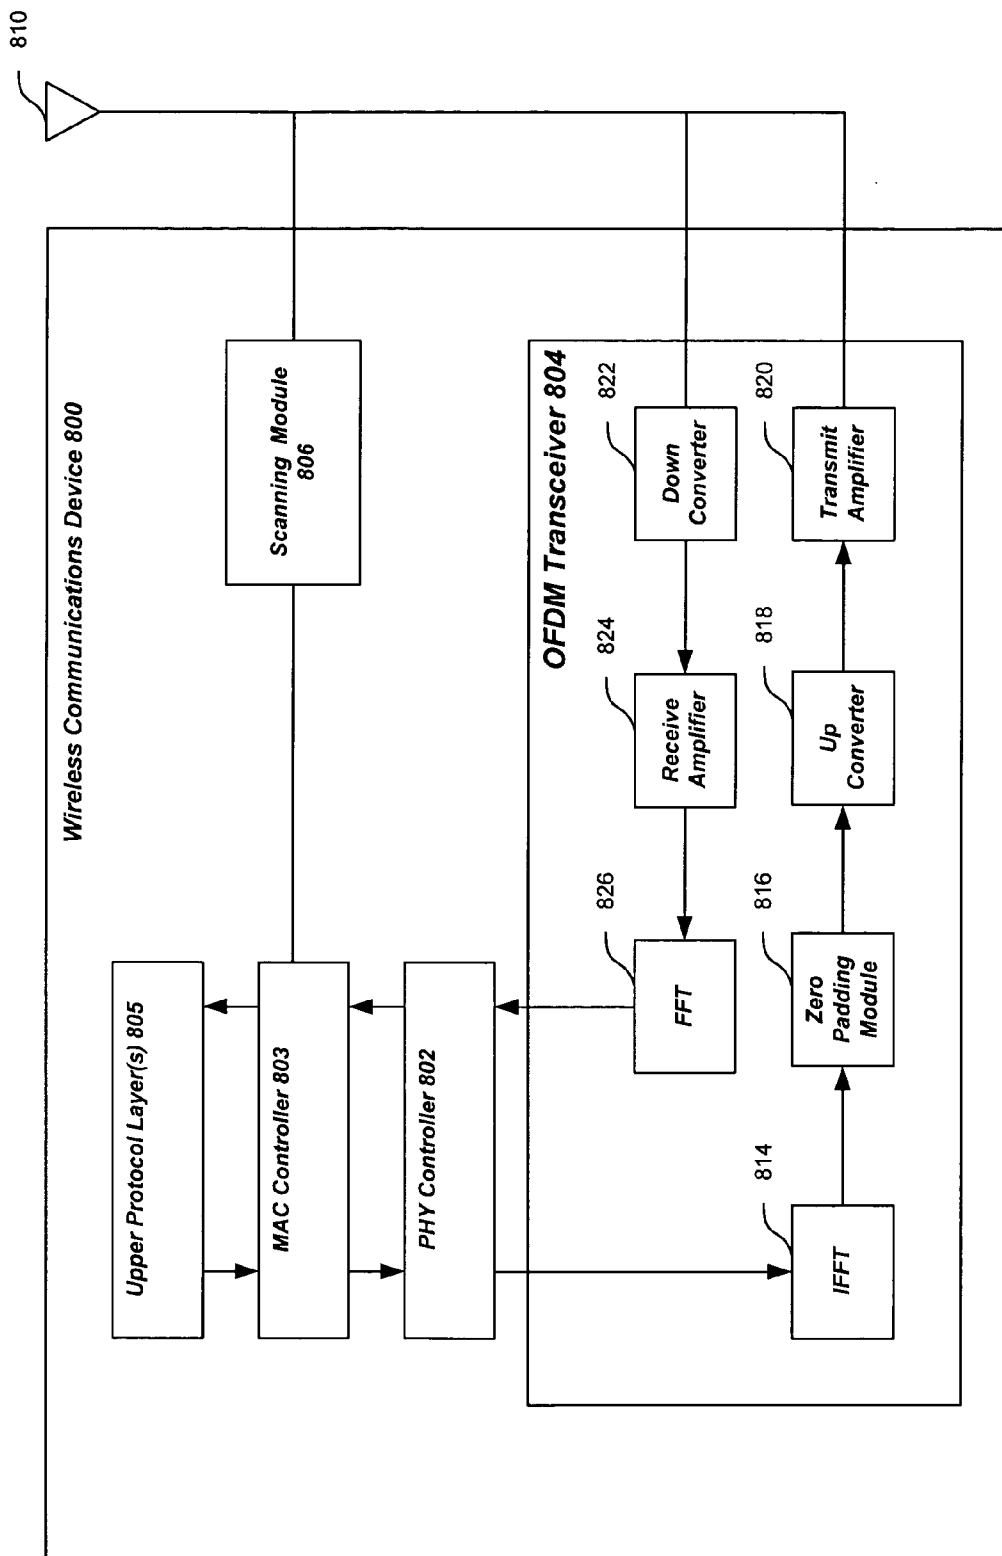 810
Wireless Communications Device 800
Scanning Module
806
Upper Protocol Layer(s) 805
MAC Controller 803
PHY Controller 802
OFDM Transceiver 804
826
FFT
824
Receive
Amplifier
822
Down
Converter
814
IFFT
816
Zero
Padding
Module
818
Up
Converter
820
Transmit
Amplifier